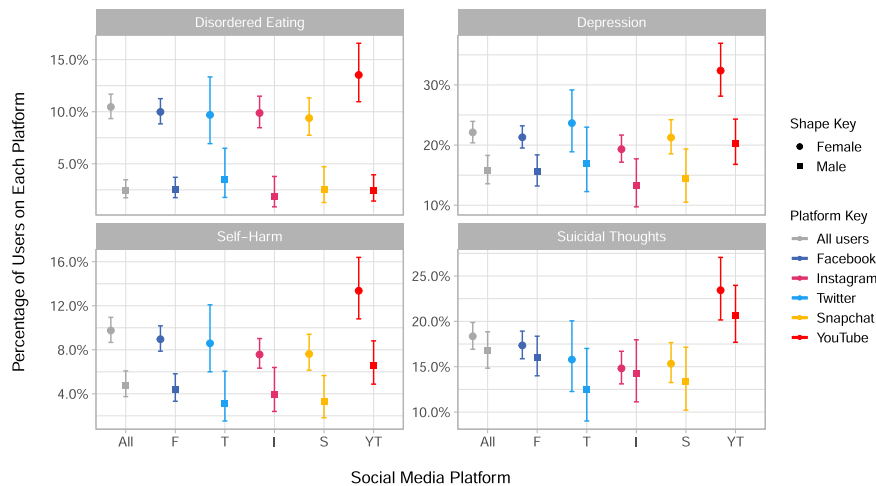 Disordered Eating
Depression
15.0%
10.0%
5.0%
30%
20%
10%
Percentage of Users on Each Platform
Self−Harm
Suicidal Thoughts
16.0%
12.0%
8.0%
4.0%
25.0%
20.0%
15.0%
10.0%
All F T I S YT
All F T I S YT
Social Media Platform
Shape Key
Female
Male
Platform Key
All users
Facebook
Instagram
Twitter
Snapchat
YouTube